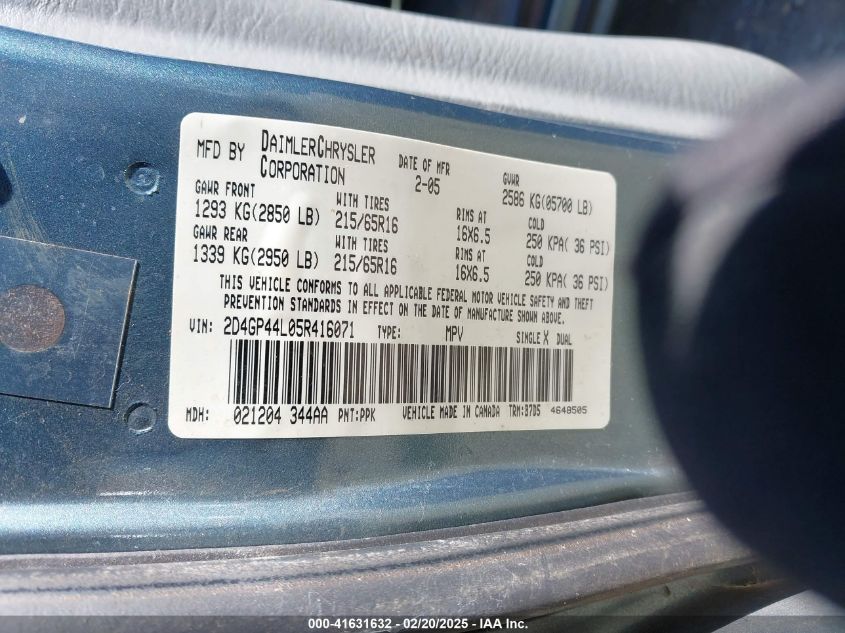 MFD BY DAIMLERCHRYSLER CORPORATION DATE OF MFR 2-05 GVWR 2586 KG(05700 LB)
GAWR FRONT WITH TIRES RIMS AT COLD
1293 KG(2850 LB) 215/65R16 16X6.5 250 KPA( 36 PSI)
GAWR REAR WITH TIRES RIMS AT COLD
1339 KG(2950 LB) 215/65R16 16X6.5 250 KPA( 36 PSI)
THIS VEHICLE CONFORMS TO ALL APPLICABLE FEDERAL MOTOR VEHICLE SAFETY AND THEFT
PREVENTION STANDARDS IN EFFECT ON THE DATE OF MANUFACTURE SHOWN ABOVE.
VIN: 2D4GP44L05R416071 TYPE: MPV SINGLE X DUAL
MDH: 021204 344AA PNT:PPK VEHICLE MADE IN CANADA TRM:B7D5 4648505
000-41631632 - 02/20/2025 - IAA Inc.